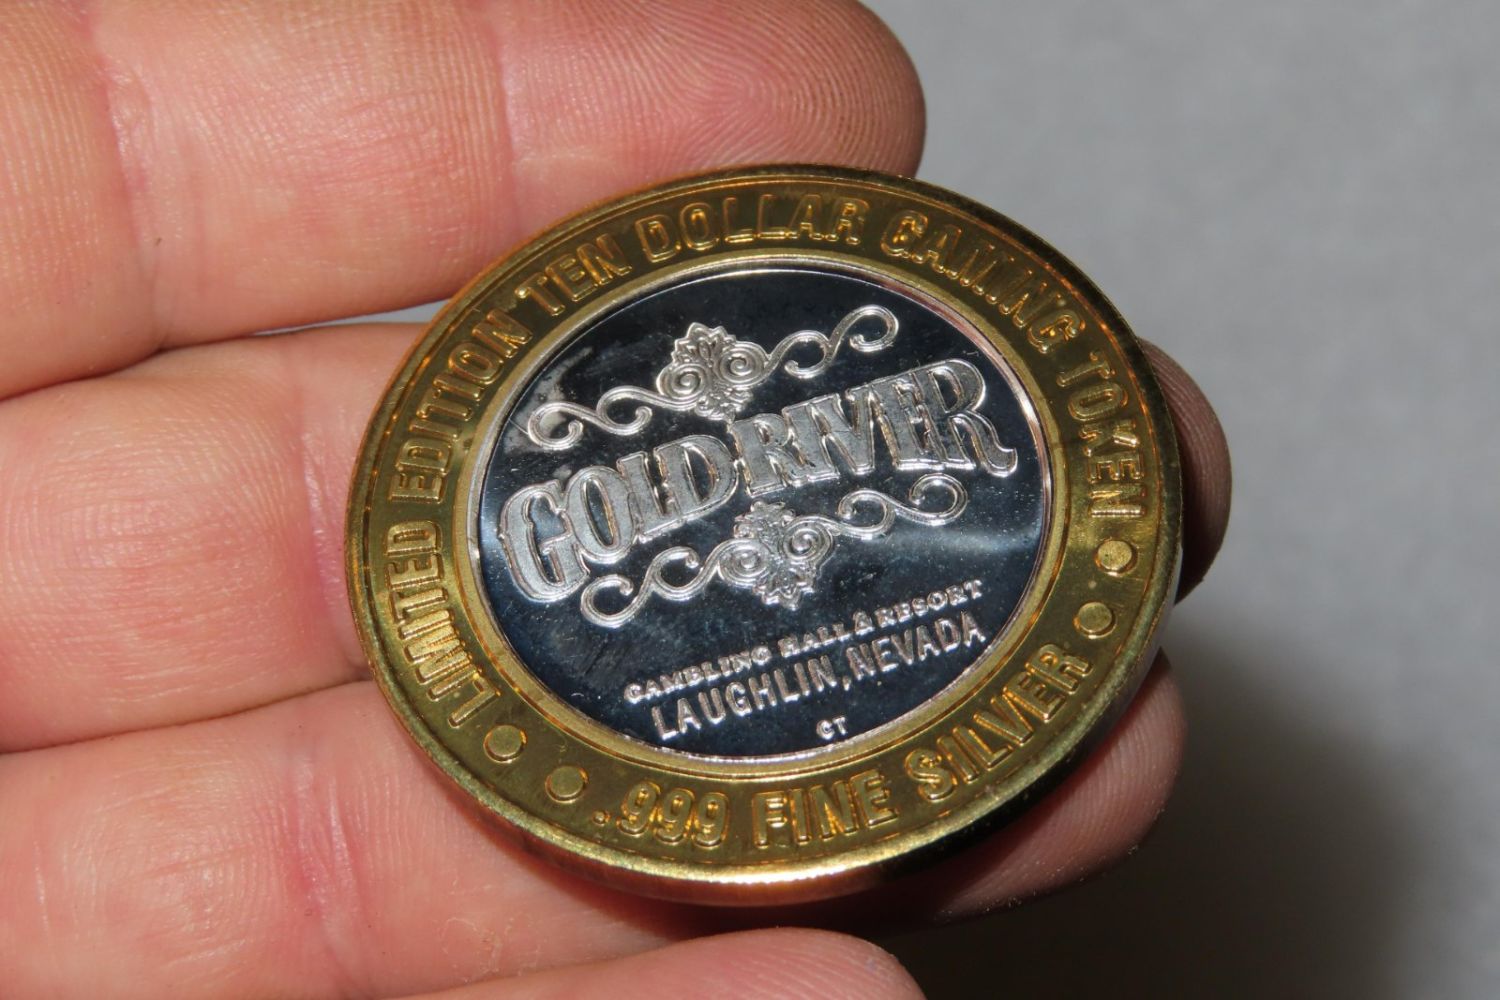 LIMITED EDITION TEN DOLLAR GAMING TOKEN
GOLD RIVER
GAMBLING HALL & RESORT
LAUGHLIN, NEVADA
CT
.999 FINE SILVER